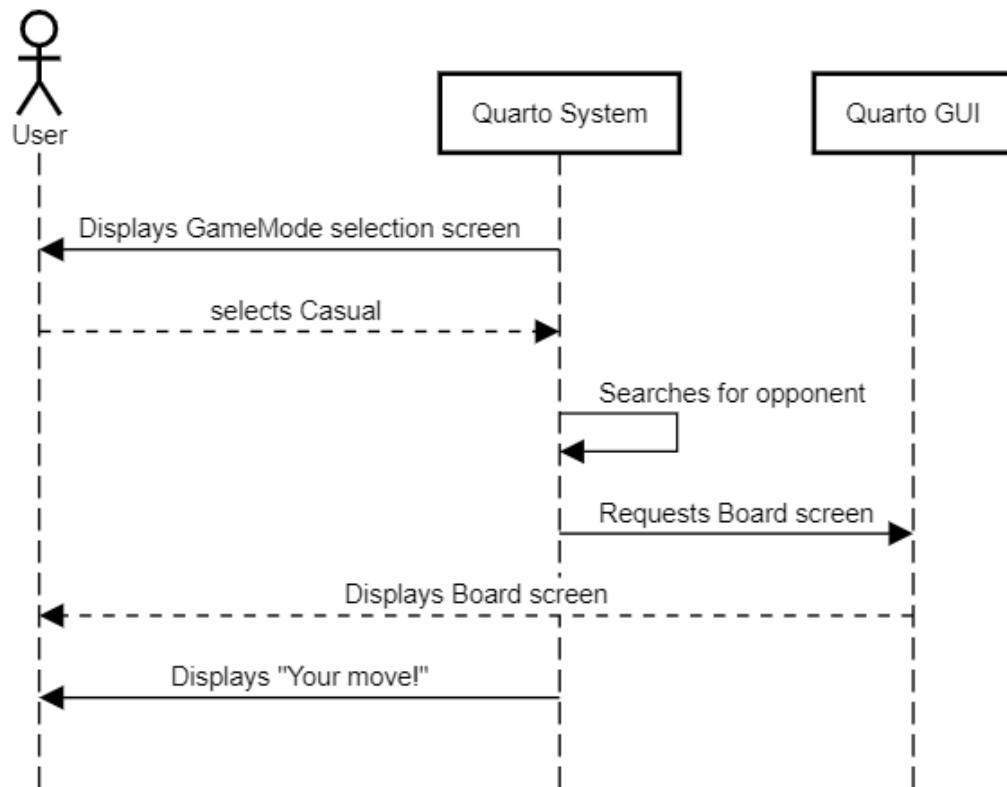 User
Quarto System
Quarto GUI
Displays GameMode selection screen
selects Casual
Searches for opponent
Requests Board screen
Displays Board screen
Displays "Your move!"